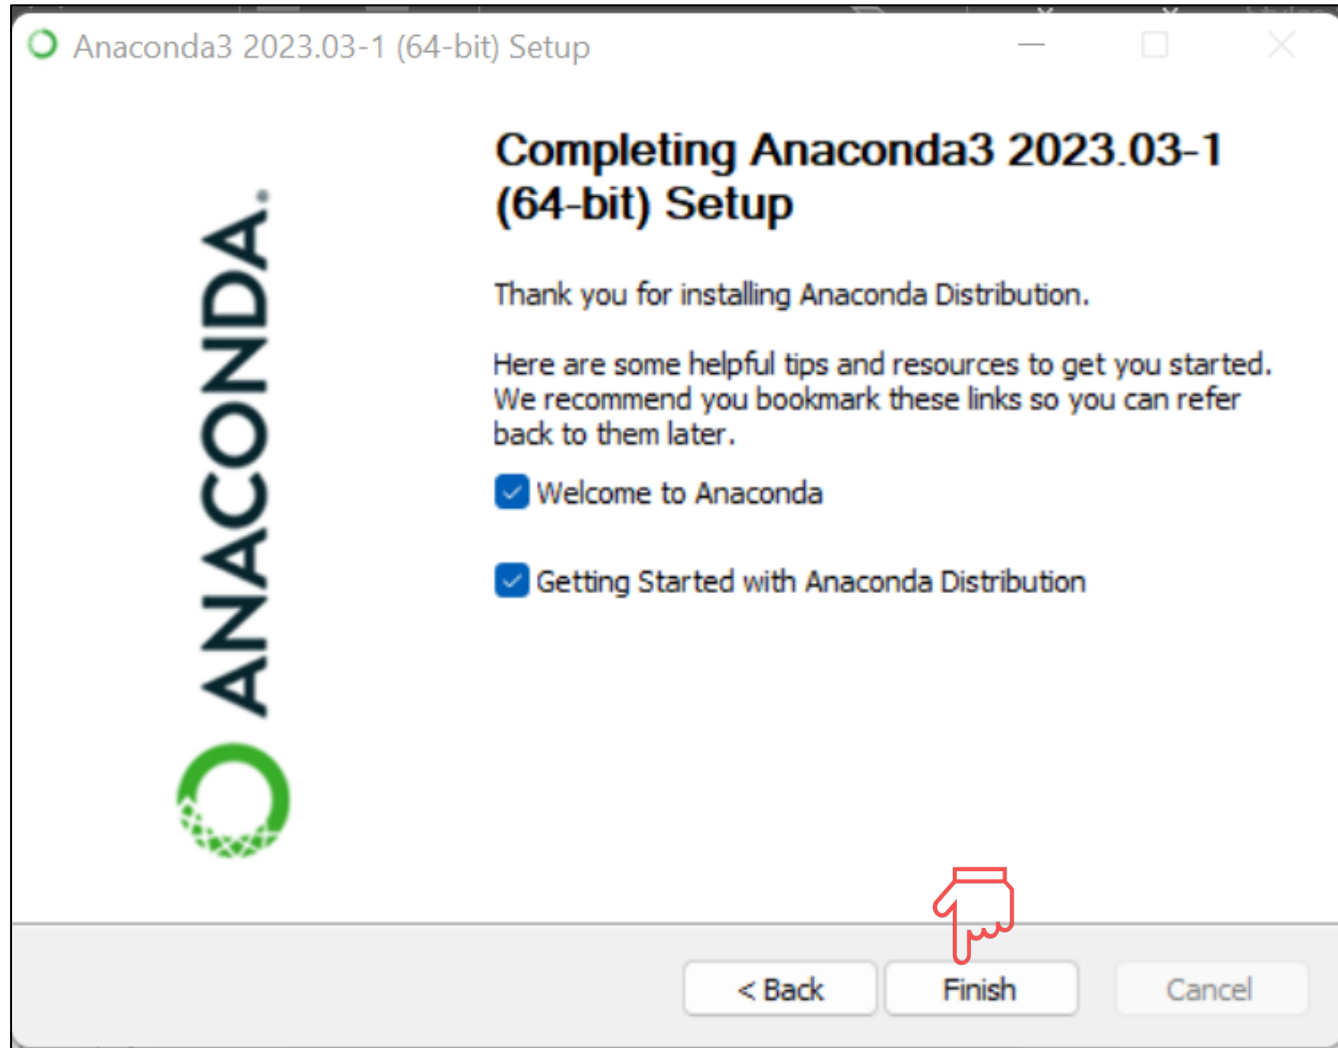 Anaconda3 2023.03-1 (64-bit) Setup
ANACONDA.
Completing Anaconda3 2023.03-1
(64-bit) Setup
Thank you for installing Anaconda Distribution.
Here are some helpful tips and resources to get you started.
We recommend you bookmark these links so you can refer
back to them later.
Welcome to Anaconda
Getting Started with Anaconda Distribution
< Back
Finish
Cancel